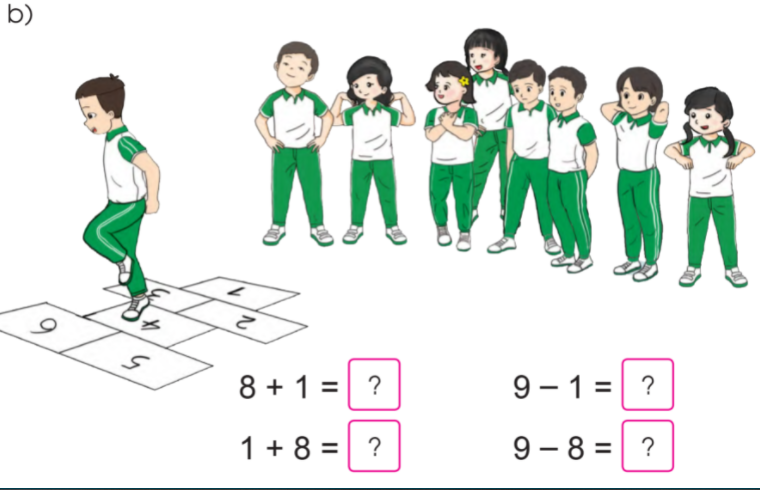 b)
1
3
2
4
6
5
8 + 1 = ? 9 – 1 = ?
1 + 8 = ? 9 – 8 = ?